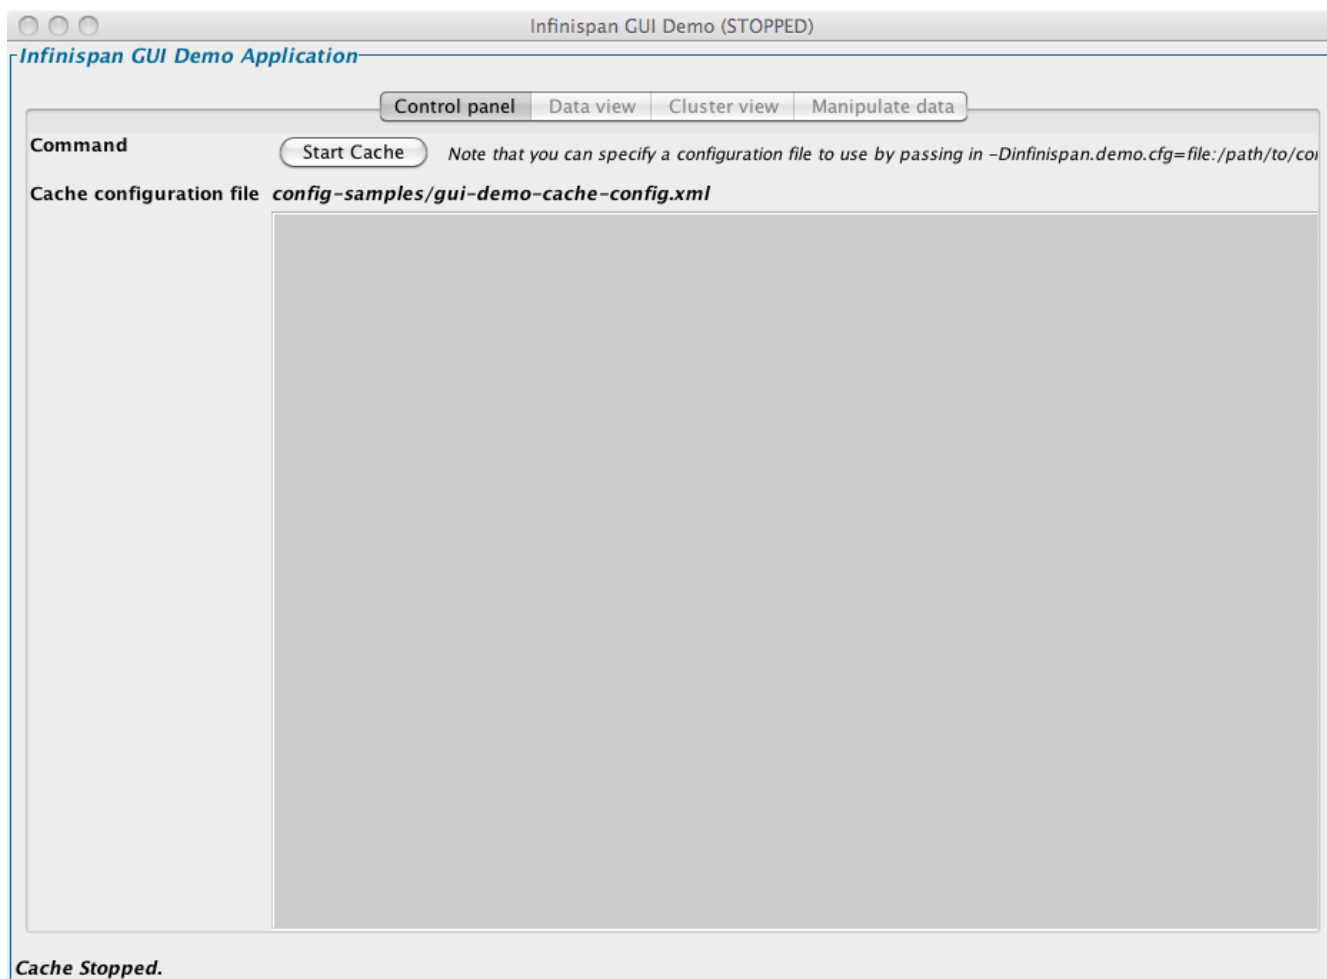 Infinispan GUI Demo (STOPPED)
Infinispan GUI Demo Application
Control panel Data view Cluster view Manipulate data
Command Start Cache Note that you can specify a configuration file to use by passing in -Dinfinispan.demo.cfg=file:/path/to/co
Cache configuration file config-samples/gui-demo-cache-config.xml
Cache Stopped.